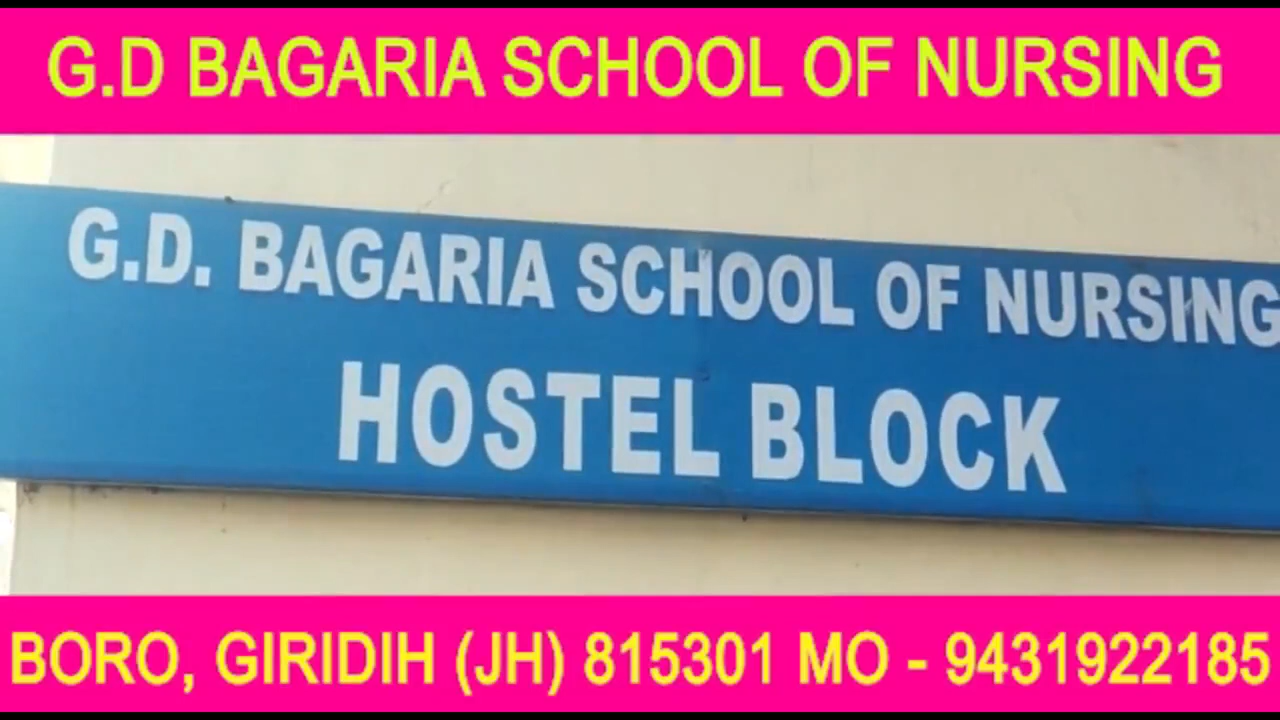 G.D BAGARIA SCHOOL OF NURSING
G.D. BAGARIA SCHOOL OF NURSING
HOSTEL BLOCK
BORO, GIRIDIH (JH) 815301 MO - 9431922185